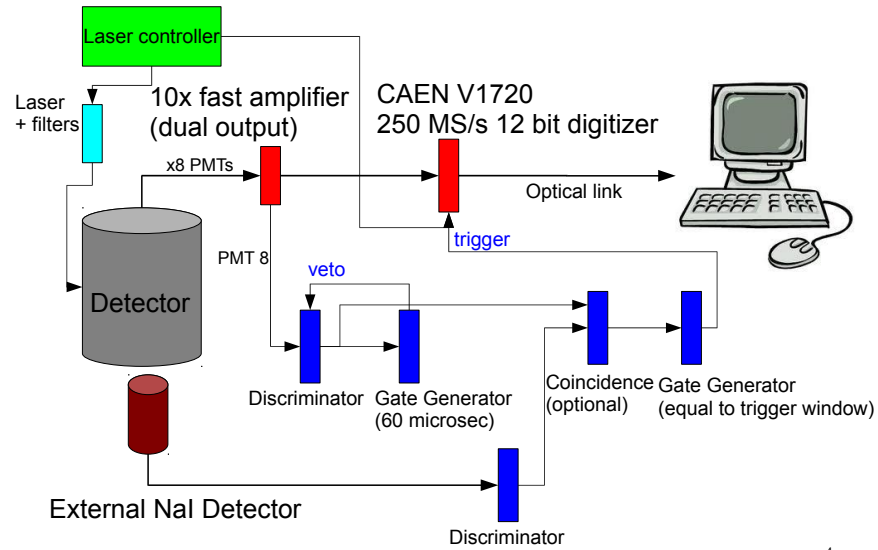 Laser controller
Laser
+ filters
10x fast amplifier
(dual output)
CAEN V1720
250 MS/s 12 bit digitizer
x8 PMTs
Optical link
PMT 8
trigger
veto
Detector
Discriminator
Gate Generator
(60 microsec)
Coincidence
(optional)
Gate Generator
(equal to trigger window)
External NaI Detector
Discriminator